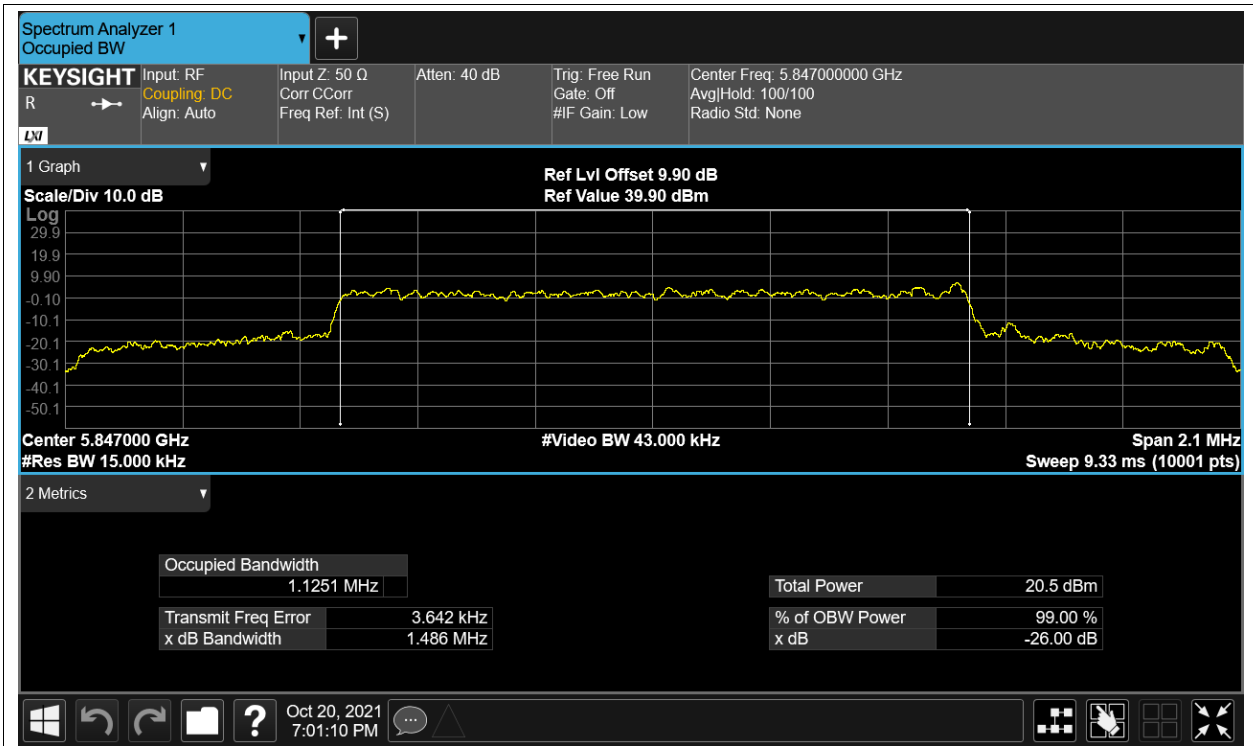 Spectrum Analyzer 1
Occupied BW
KEYSIGHT Input: RF Input Z: 50 Ω Atten: 40 dB Trig: Free Run Center Freq: 5.847000000 GHz
R Coupling: DC Corr CCorr Gate: Off Avg|Hold: 100/100
Align: Auto Freq Ref: Int (S) #IF Gain: Low Radio Std: None
LXI
1 Graph
Ref Lvl Offset 9.90 dB
Scale/Div 10.0 dB Ref Value 39.90 dBm
Log
29.9
19.9
9.90
-0.10
-10.1
-20.1
-30.1
-40.1
-50.1
Center 5.847000 GHz #Video BW 43.000 kHz Span 2.1 MHz
#Res BW 15.000 kHz Sweep 9.33 ms (10001 pts)
2 Metrics
Occupied Bandwidth
1.1251 MHz Total Power 20.5 dBm
Transmit Freq Error 3.642 kHz % of OBW Power 99.00 %
x dB Bandwidth 1.486 MHz x dB -26.00 dB
? Oct 20, 2021
7:01:10 PM